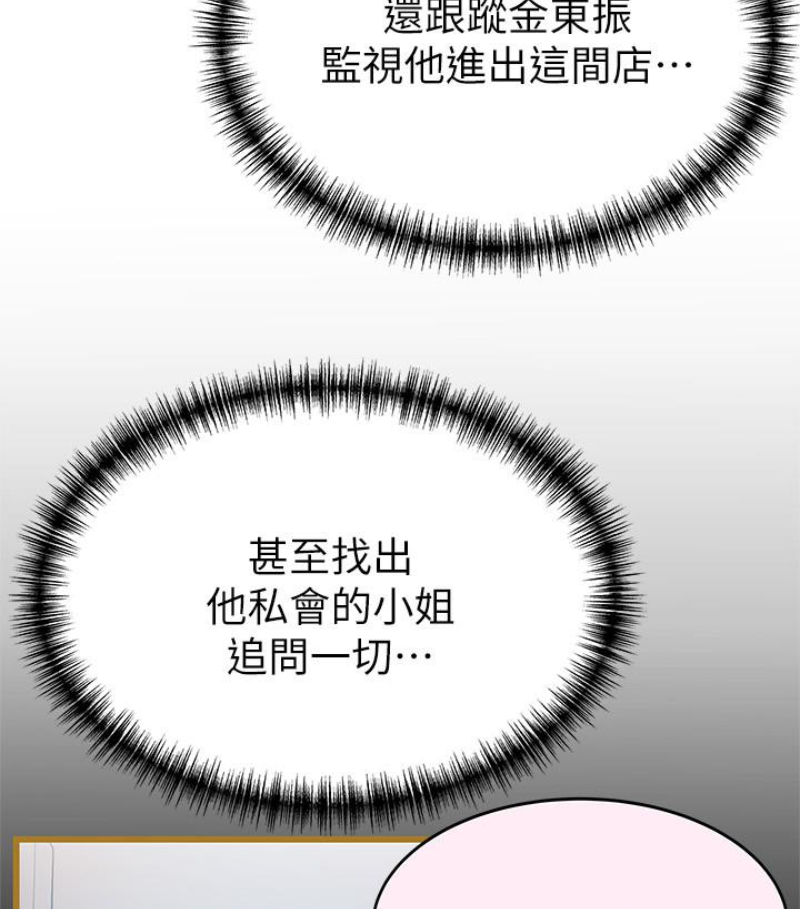 還跟蹤金東振
監視他進出這間店⋯
甚至找出
他私會的小姐
追問一切⋯